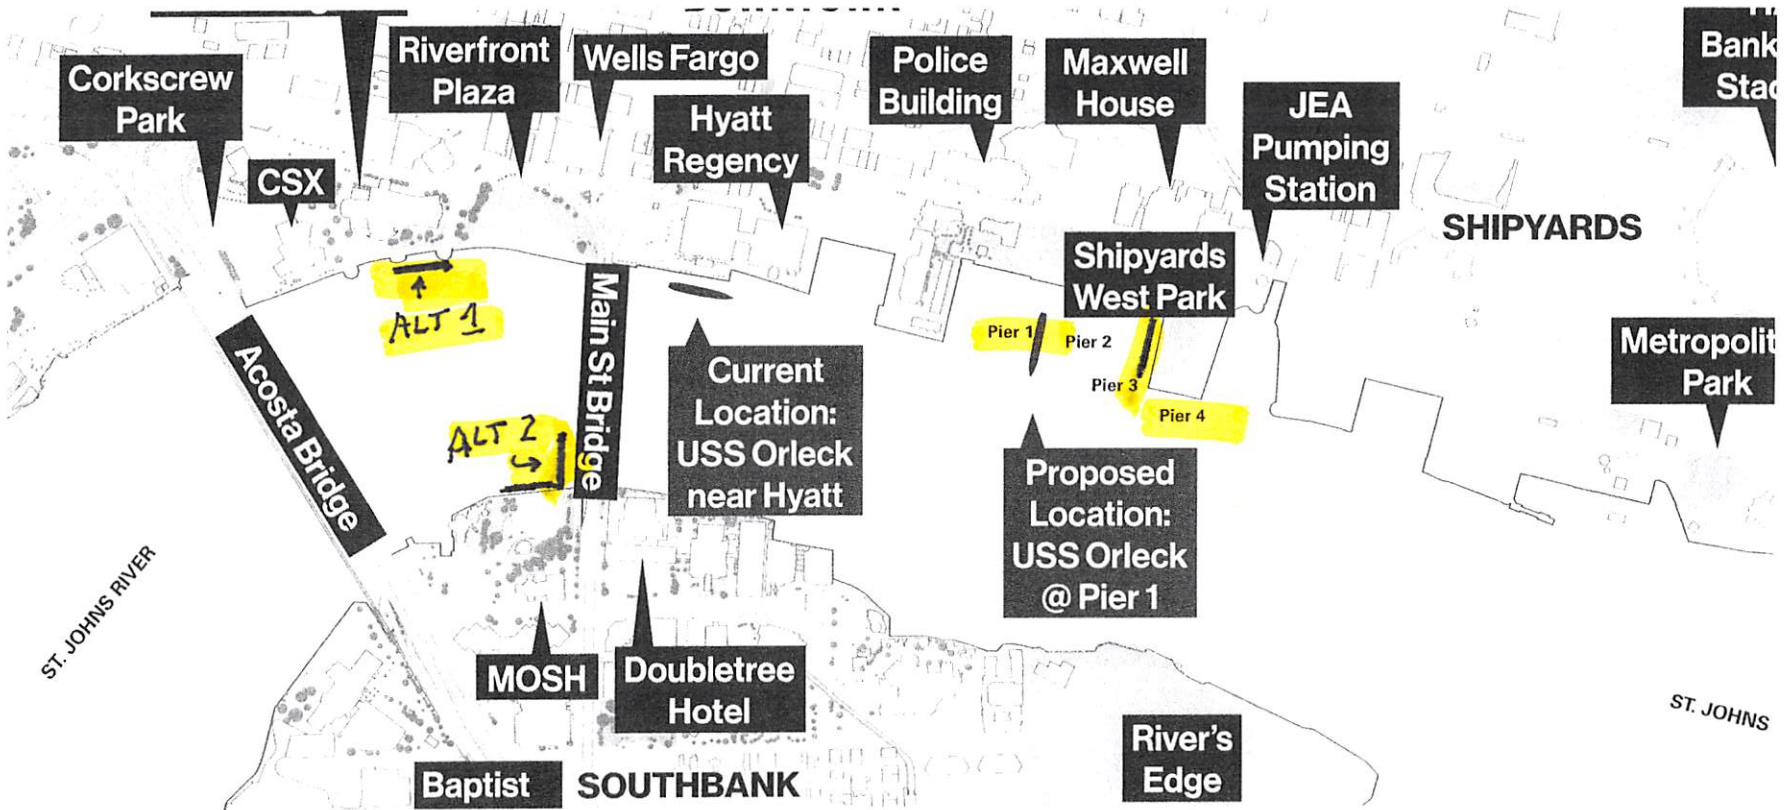 Corkscrew
Park
CSX
Riverfront
Plaza
Wells Fargo
Hyatt
Regency
Police
Building
Maxwell
House
JEA
Pumping
Station
SHIPYARDS
Shipyards
West Park
ALT 1
Main St Bridge
Acosta Bridge
ALT 2
Current
Location:
USS Orleck
near Hyatt
Pier 1
Pier 2
Pier 3
Pier 4
Proposed
Location:
USS Orleck
@ Pier 1
Metropolit
Park
ST. JOHNS RIVER
MOSH
Doubletree
Hotel
Baptist
SOUTHBANK
River's
Edge
ST. JOHNS